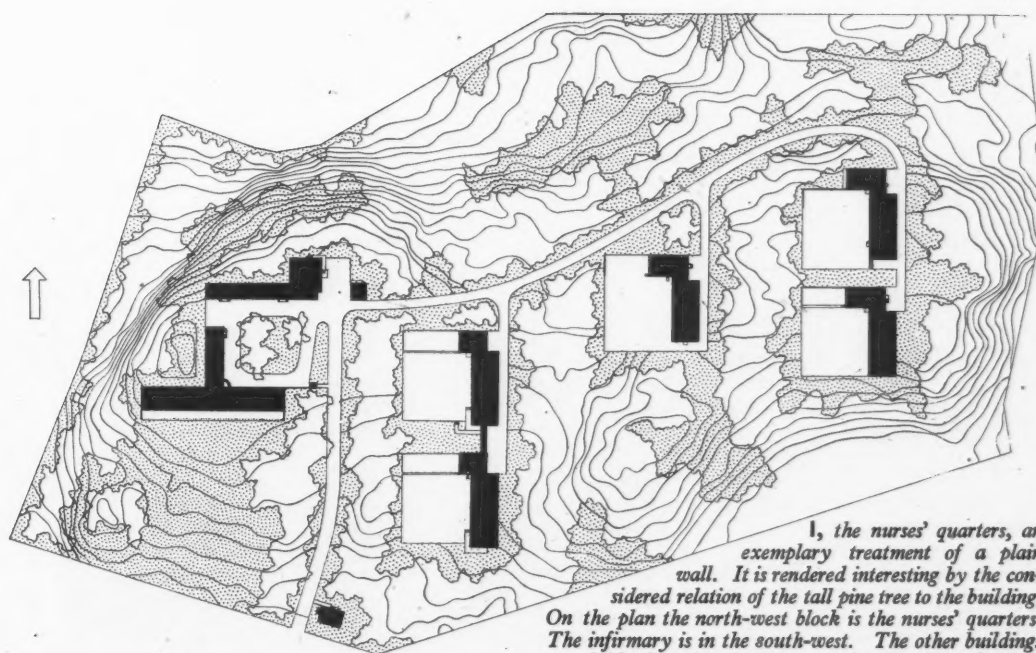 1, the nurses' quarters, an
exemplary treatment of a plain
wall. It is rendered interesting by the con-
sidered relation of the tall pine tree to the building.
On the plan the north-west block is the nurses' quarters.
The infirmary is in the south-west. The other building